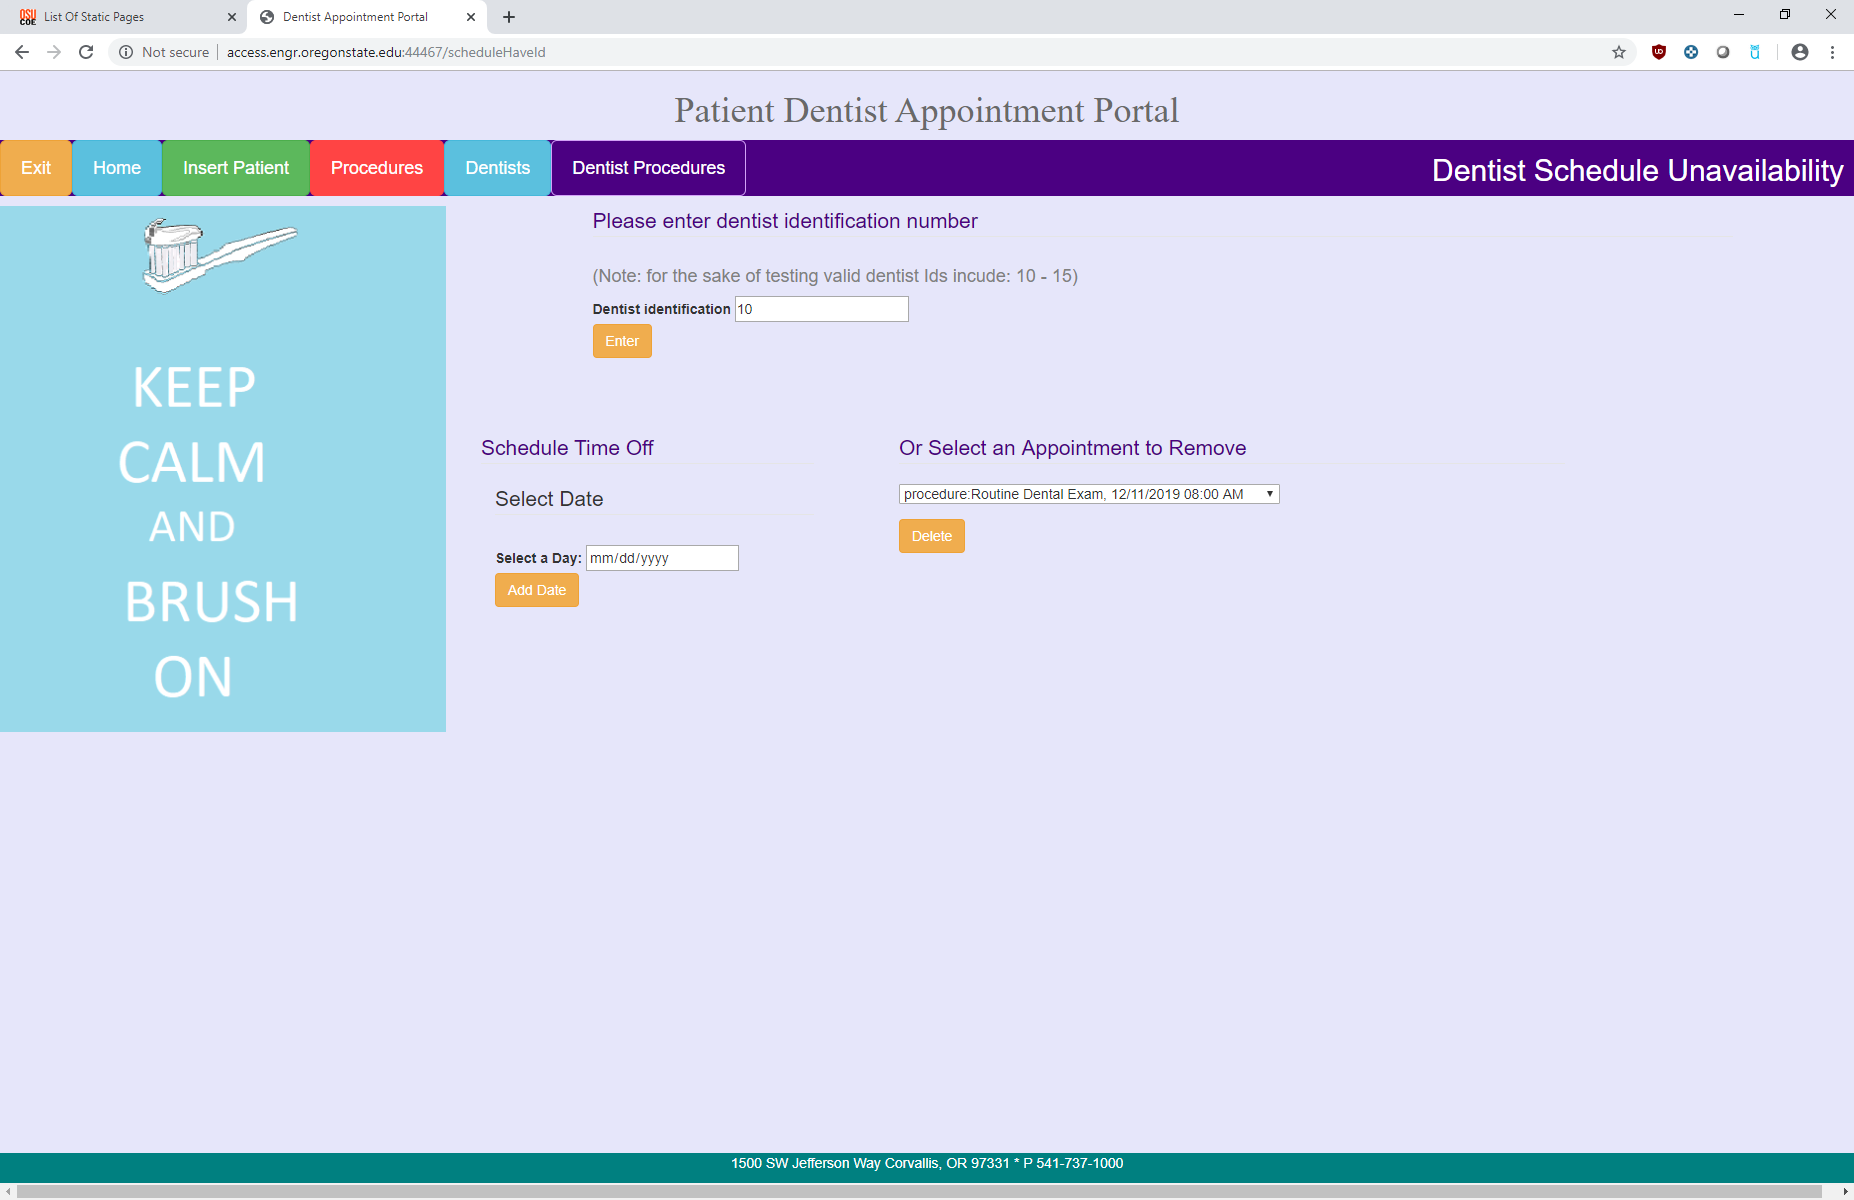 OSU COE List Of Static Pages
Dentist Appointment Portal
Not secure access.engr.oregonstate.edu:44467/scheduleHaveId
Patient Dentist Appointment Portal
Exit Home Insert Patient Procedures Dentists Dentist Procedures Dentist Schedule Unavailability
KEEP
CALM
AND
BRUSH
ON
Please enter dentist identification number
(Note: for the sake of testing valid dentist Ids incude: 10 - 15)
Dentist identification 10
Enter
Schedule Time Off
Select Date
Select a Day: mm/dd/yyyy
Add Date
Or Select an Appointment to Remove
procedure:Routine Dental Exam, 12/11/2019 08:00 AM
Delete
1500 SW Jefferson Way Corvallis, OR 97331 * P 541-737-1000